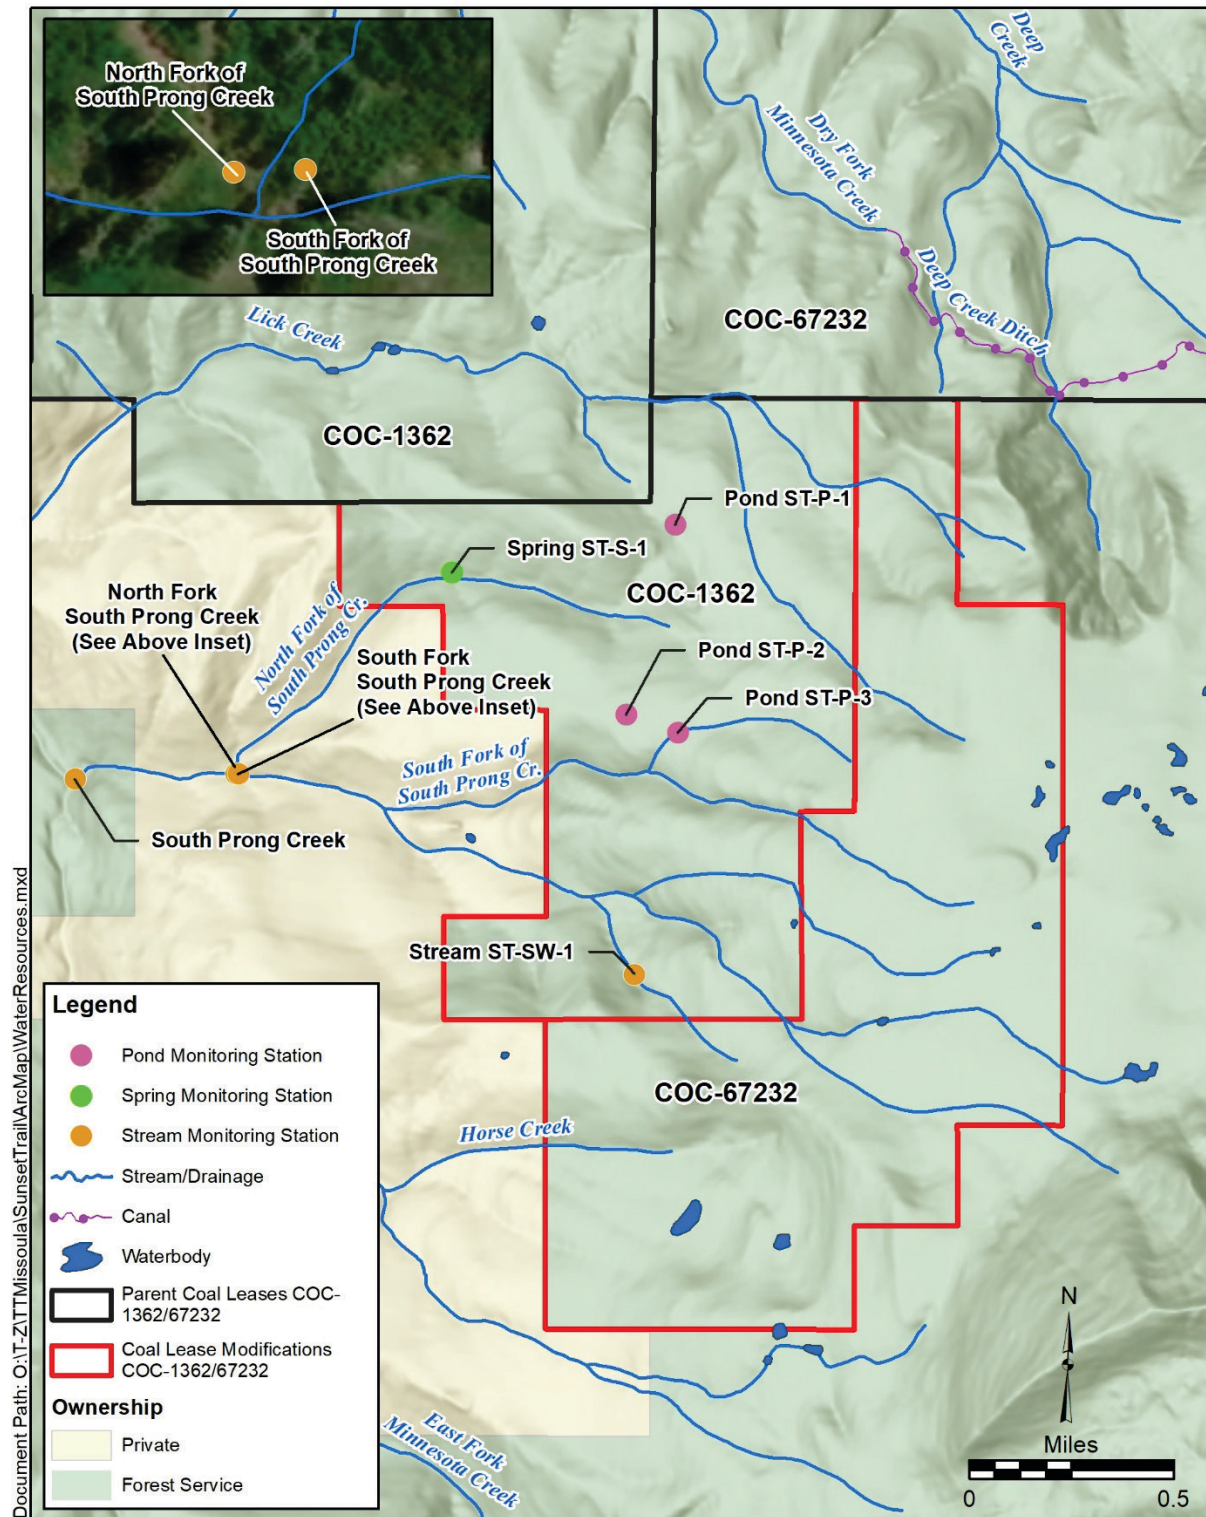 North Fork of
South Prong Creek
South Fork of
South Prong Creek
Deep
Creek
Dry Fork
Minnesota Creek
Deep Creek Ditch
COC-67232
Lick Creek
COC-1362
Pond ST-P-1
Spring ST-S-1
COC-1362
North Fork
South Prong Creek
(See Above Inset)
North Fork of
South Prong Cr.
South Fork
South Prong Creek
(See Above Inset)
Pond ST-P-2
Pond ST-P-3
South Fork of
South Prong Cr.
South Prong Creek
Stream ST-SW-1
COC-67232
Horse Creek
East Fork
Minnesota Creek
Legend
Pond Monitoring Station
Spring Monitoring Station
Stream Monitoring Station
Stream/Drainage
Canal
Waterbody
Parent Coal Leases COC-
1362/67232
Coal Lease Modifications
COC-1362/67232
Ownership
Private
Forest Service
N
Miles
0 0.5
Document Path: O:\T-Z\TTMissoula\SunsetTrail\ArcMap\WaterResources.mxd